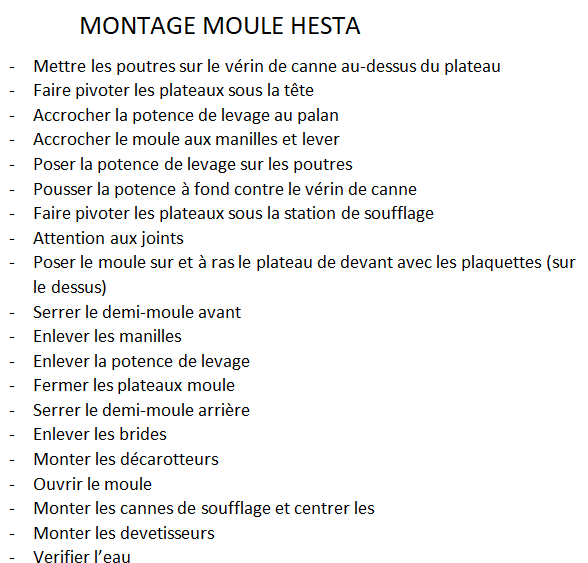 MONTAGE MOULE HESTA
- Mettre les poutres sur le vérin de canne au-dessus du plateau
- Faire pivoter les plateaux sous la tête
- Accrocher la potence de levage au palan
- Accrocher le moule aux manilles et lever
- Poser la potence de levage sur les poutres
- Pousser la potence à fond contre le vérin de canne
- Faire pivoter les plateaux sous la station de soufflage
- Attention aux joints
- Poser le moule sur et à ras le plateau de devant avec les plaquettes (sur
le dessus)
- Serrer le demi-moule avant
- Enlever les manilles
- Enlever la potence de levage
- Fermer les plateaux moule
- Serrer le demi-moule arrière
- Enlever les brides
- Monter les décarotteurs
- Ouvrir le moule
- Monter les cannes de soufflage et centrer les
- Monter les devetisseurs
- Verifier l'eau